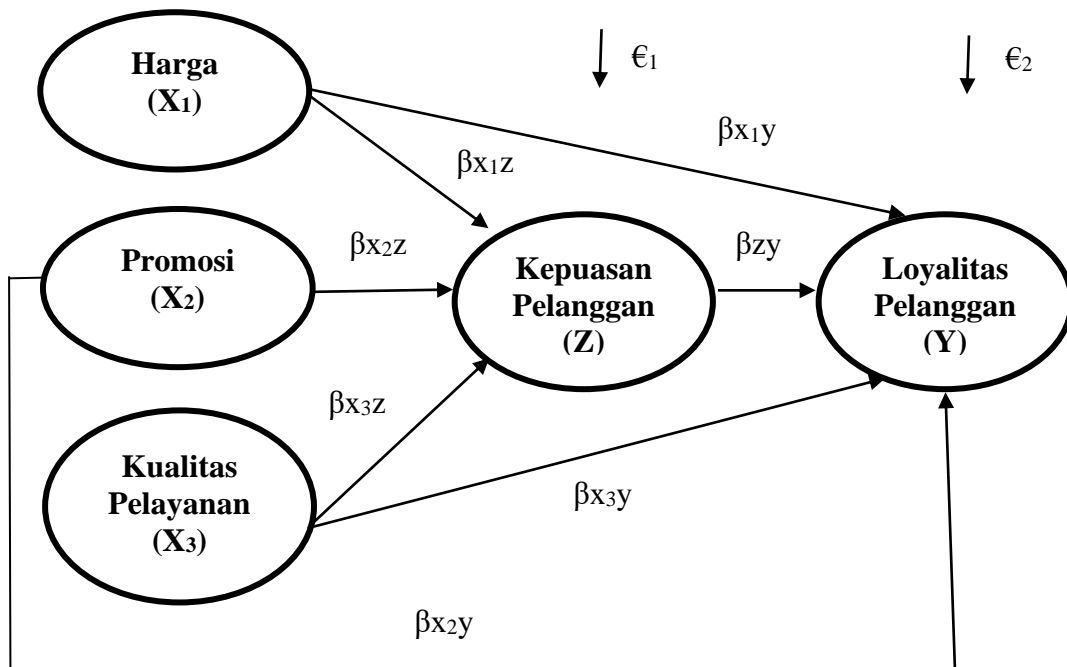 Harga
(X₁)
€₁
€₂
βx₁y
βx₁z
Promosi
(X₂)
βx₂z
Kepuasan
Pelanggan
(Z)
βzy
Loyalitas
Pelanggan
(Y)
βx₃z
Kualitas
Pelayanan
(X₃)
βx₃y
βx₂y